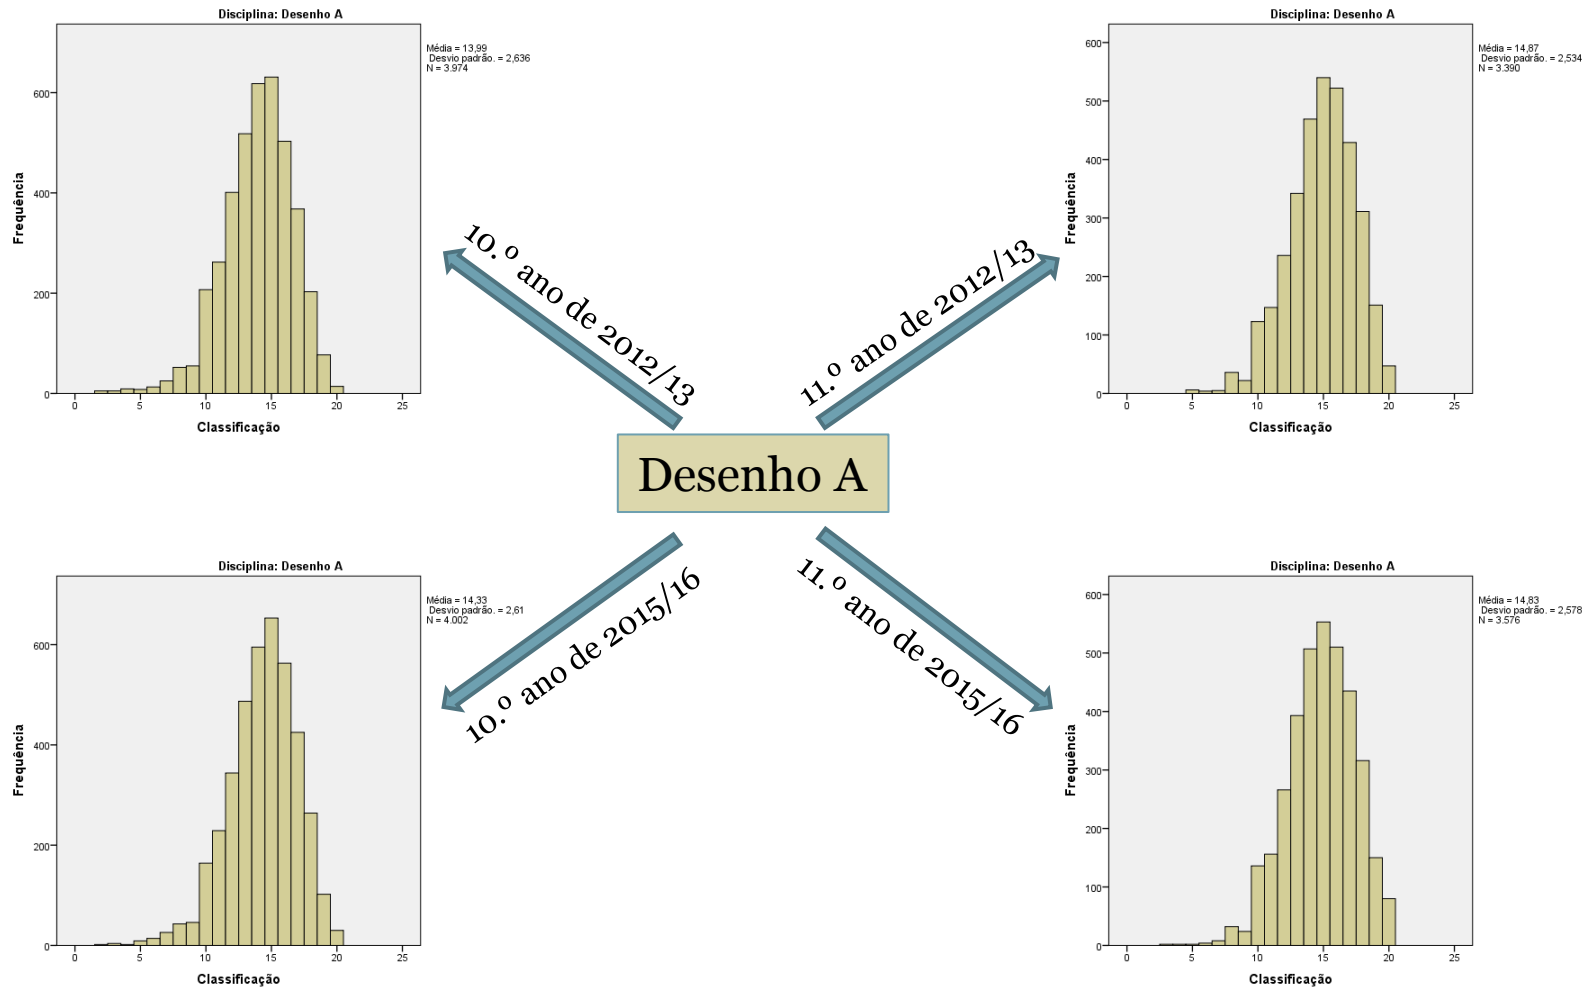 Disciplina: Desenho A
Média = 13,99
Desvio padrão. = 2,636
N = 3.974
Frequência
600
400
200
0
0 5 10 15 20 25
Classificação
Disciplina: Desenho A
Média = 14,87
Desvio padrão. = 2,534
N = 3.390
Frequência
600
500
400
300
200
100
0
0 5 10 15 20 25
Classificação
10.º ano de 2012/13
11.º ano de 2012/13
Desenho A
10.º ano de 2015/16
11.º ano de 2015/16
Disciplina: Desenho A
Média = 14,33
Desvio padrão. = 2,61
N = 4.002
Frequência
600
400
200
0
0 5 10 15 20 25
Classificação
Disciplina: Desenho A
Média = 14,83
Desvio padrão. = 2,578
N = 3.576
Frequência
600
500
400
300
200
100
0
0 5 10 15 20 25
Classificação